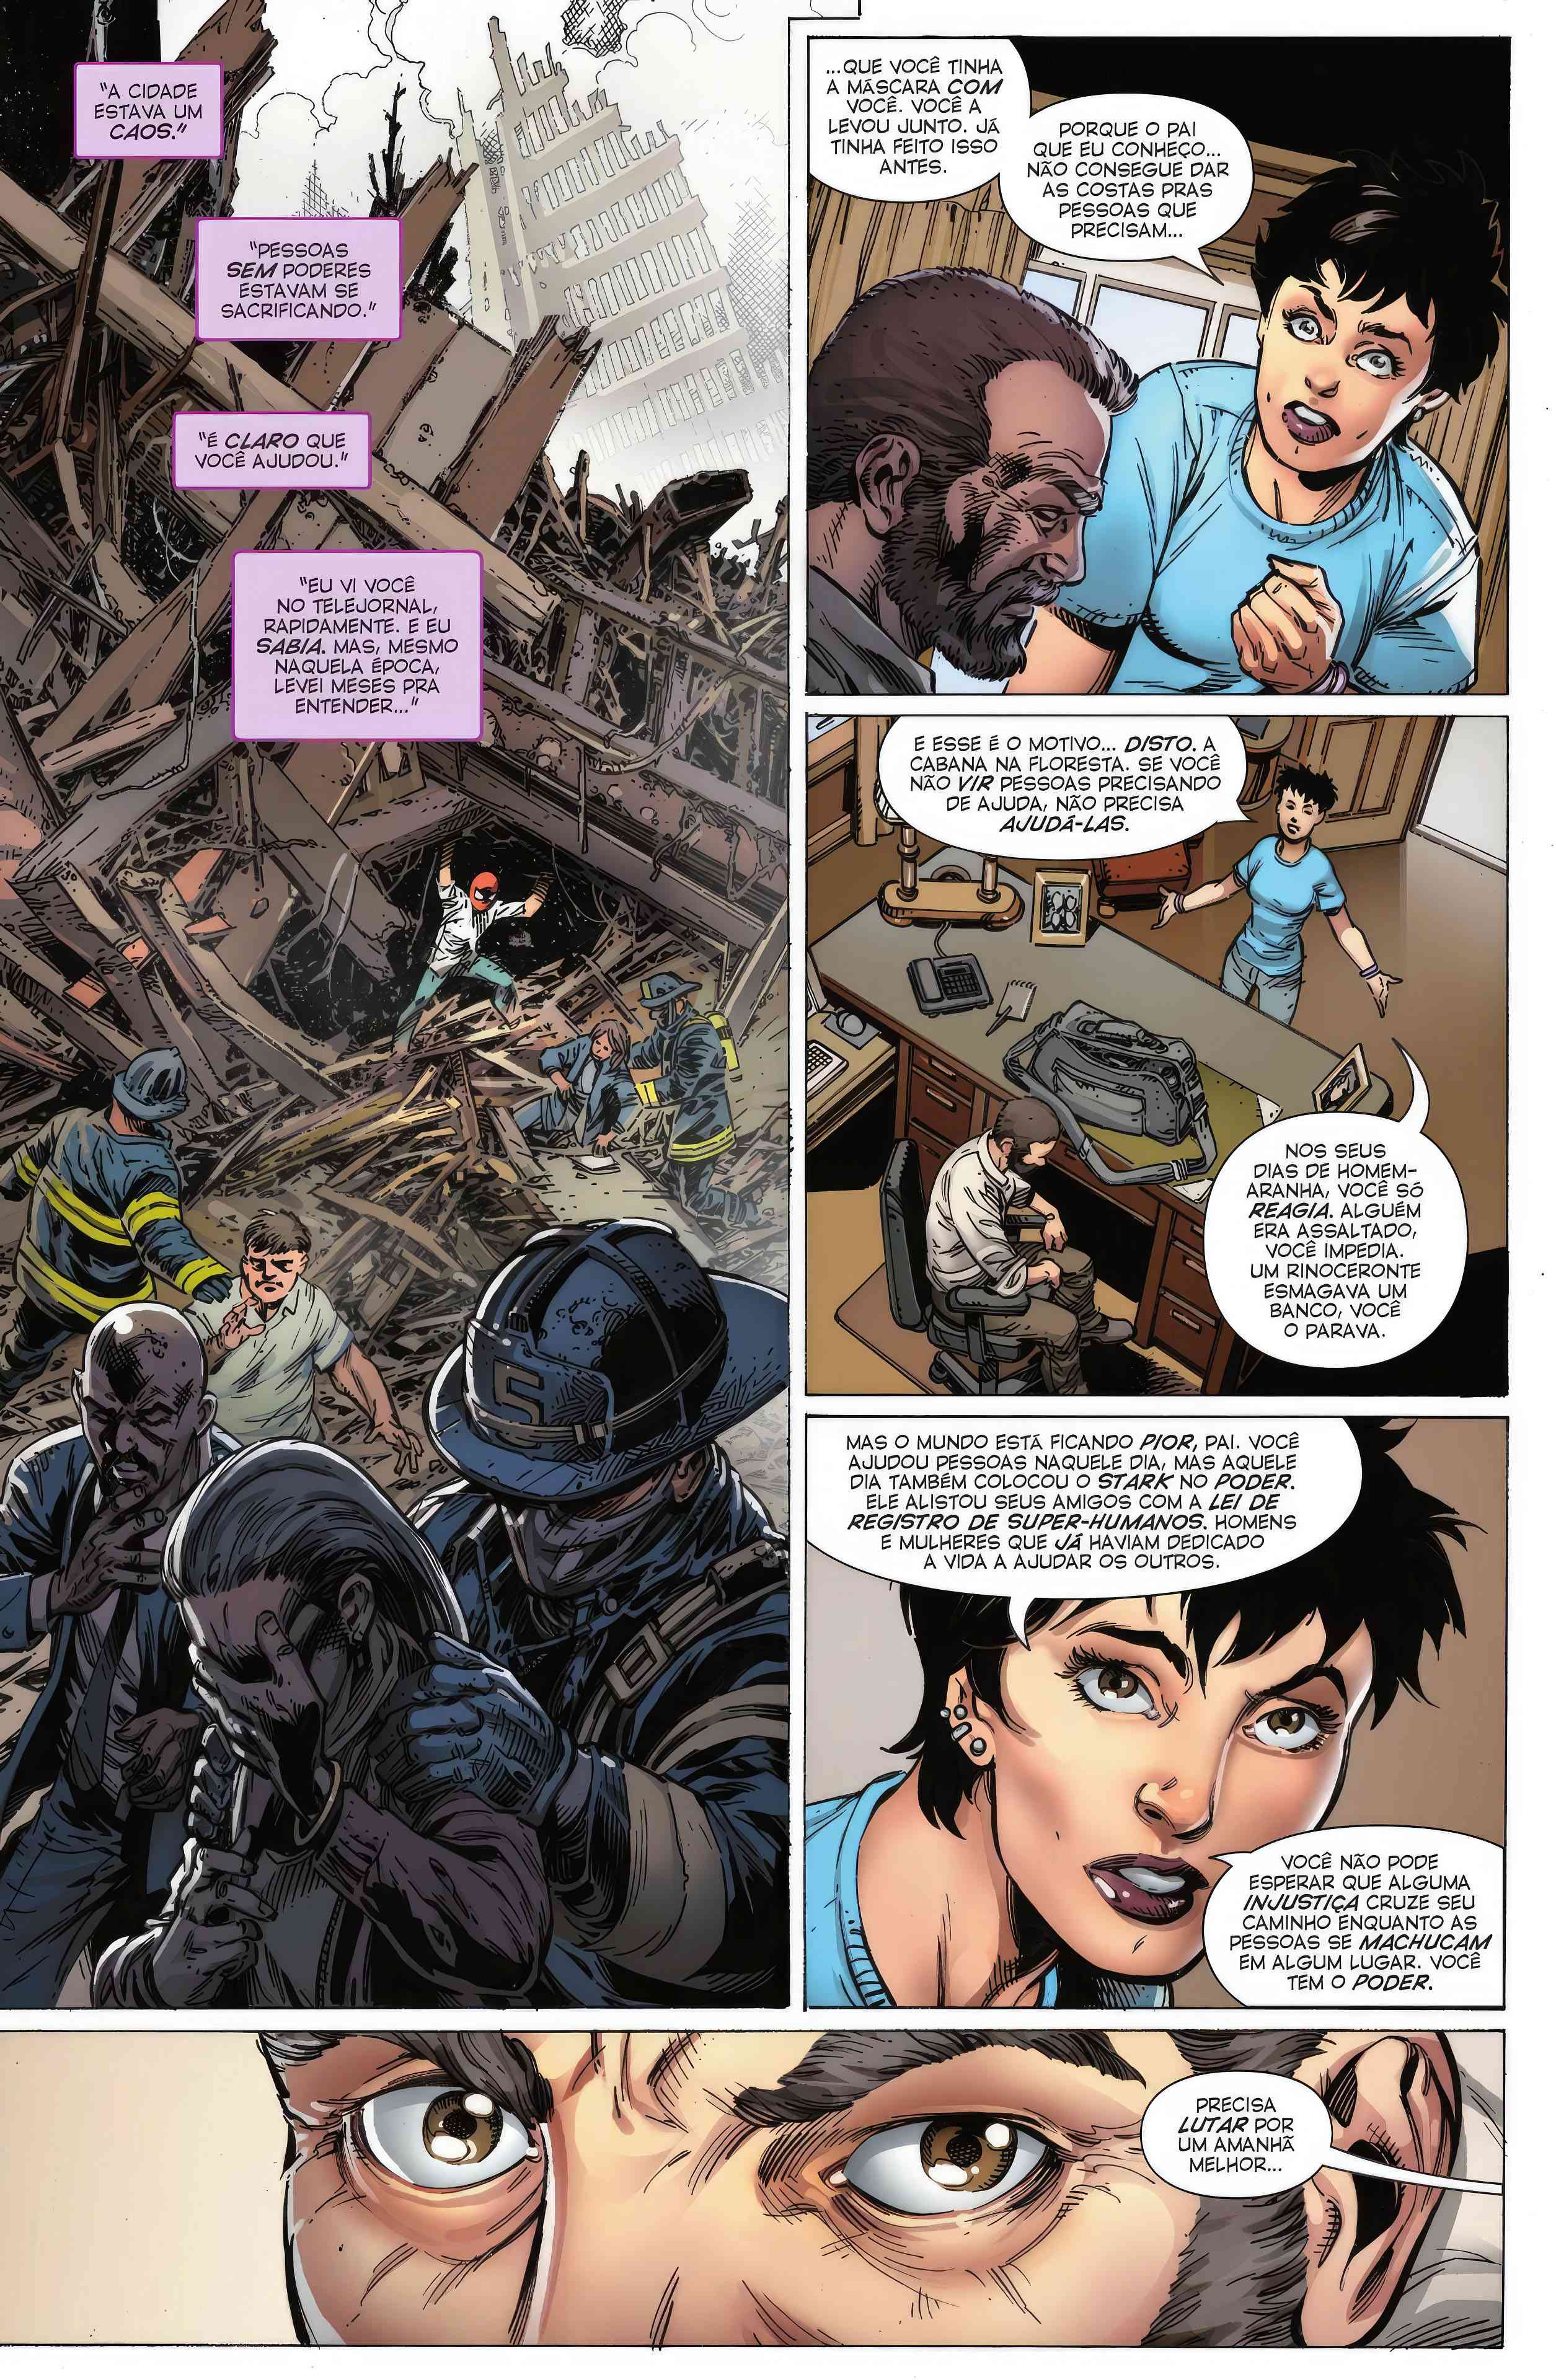 "A CIDADE
ESTAVA UM
CAOS."
"PESSOAS
SEM PODERES
ESTAVAM SE
SACRIFICANDO."
"É CLARO QUE
VOCÊ AJUDOU."
"EU VI VOCÊ
NO TELEJORNAL,
RAPIDAMENTE. E EU
SABIA. MAS, MESMO
NAQUELA ÉPOCA,
LEVEI MESES PRA
ENTENDER..."
5
...QUE VOCÊ TINHA
A MÁSCARA COM
VOCÊ. VOCÊ A
LEVOU JUNTO. JÁ
TINHA FEITO ISSO
ANTES.
PORQUE O PAI
QUE EU CONHEÇO...
NÃO CONSEGUE DAR
AS COSTAS PRAS
PESSOAS QUE
PRECISAM...
E ESSE É O MOTIVO... DISTO. A
CABANA NA FLORESTA. SE VOCÊ
NÃO VIR PESSOAS PRECISANDO
DE AJUDA, NÃO PRECISA
AJUDÁ-LAS.
NOS SEUS
DIAS DE HOMEM-
ARANHA, VOCÊ SÓ
REAGIA. ALGUÉM
ERA ASSALTADO,
VOCÊ IMPEDIA.
UM RINOCERONTE
ESMAGAVA UM
BANCO, VOCÊ
O PARAVA.
MAS O MUNDO ESTÁ FICANDO PIOR, PAI. VOCÊ
AJUDOU PESSOAS NAQUELE DIA, MAS AQUELE
DIA TAMBÉM COLOCOU O STARK NO PODER.
ELE ALISTOU SEUS AMIGOS COM A LEI DE
REGISTRO DE SUPER-HUMANOS. HOMENS
E MULHERES QUE JÁ HAVIAM DEDICADO
A VIDA A AJUDAR OS OUTROS.
VOCÊ NÃO PODE
ESPERAR QUE ALGUMA
INJUSTIÇA CRUZE SEU
CAMINHO ENQUANTO AS
PESSOAS SE MACHUCAM
EM ALGUM LUGAR. VOCÊ
TEM O PODER.
PRECISA
LUTAR POR
UM AMANHÃ
MELHOR...